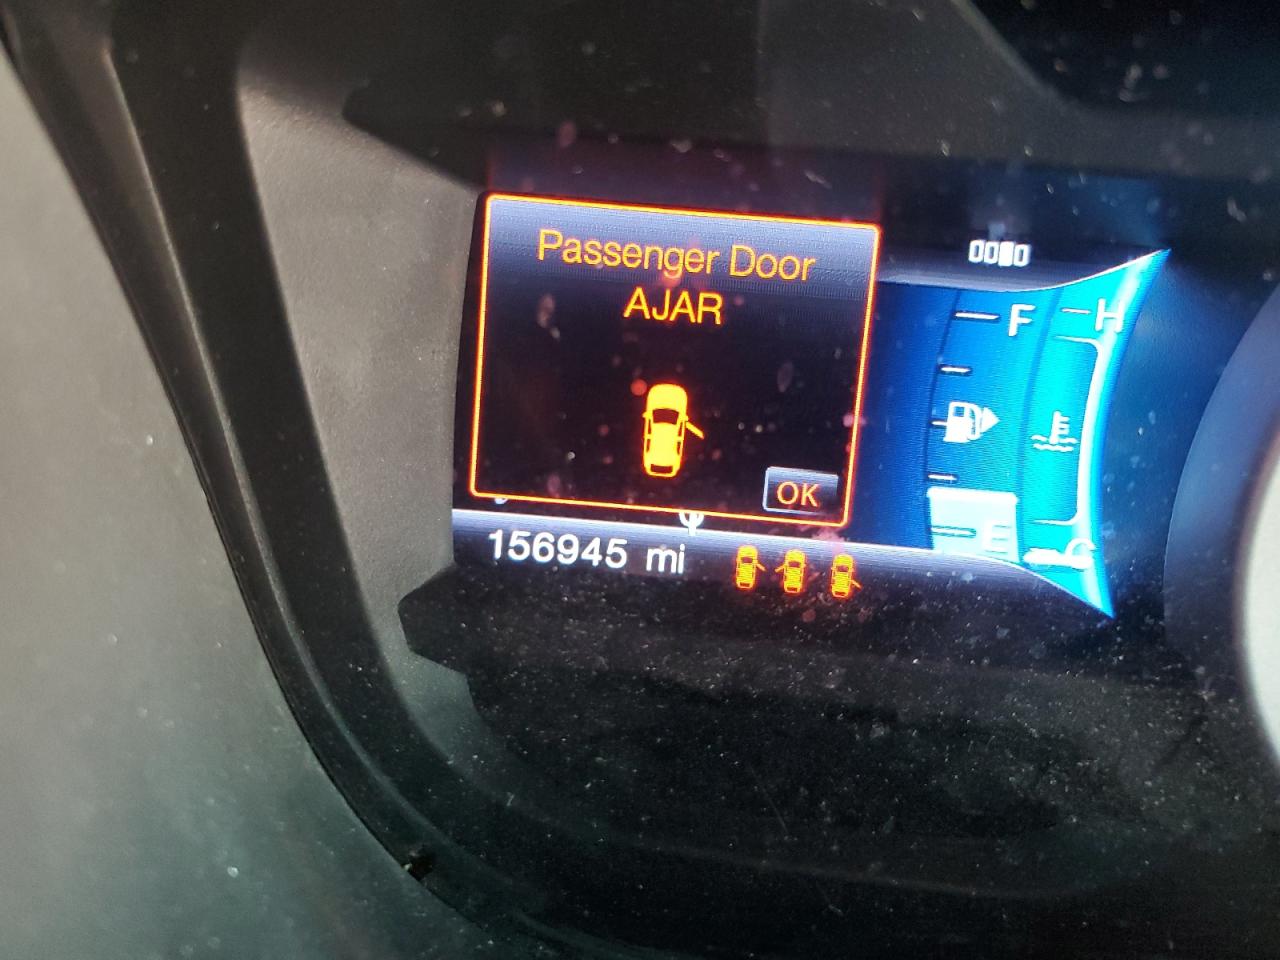 Passenger Door
AJAR
OK
F
H
E
C
156945 mi